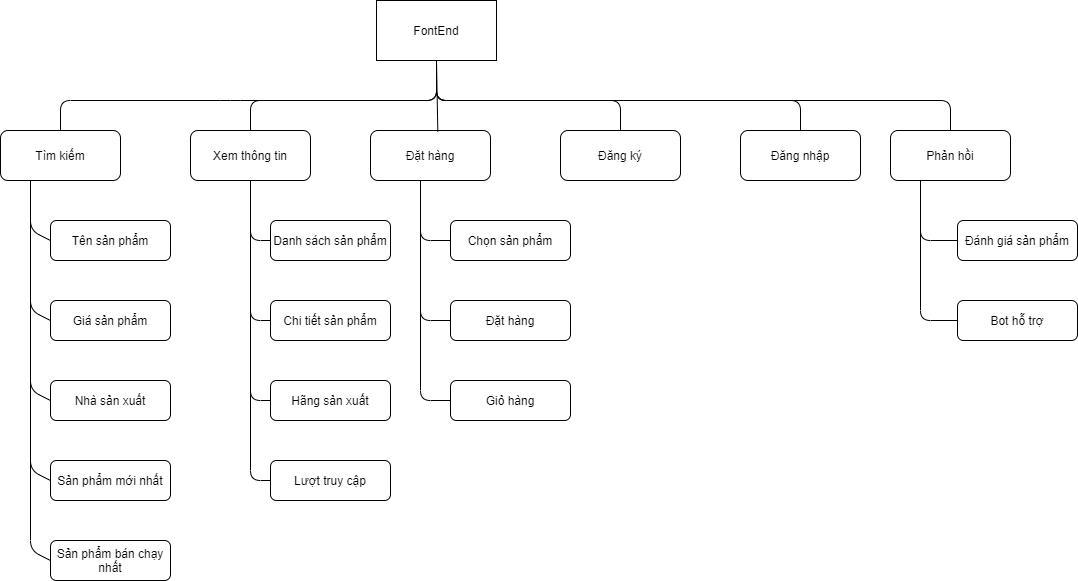 FontEnd
Tìm kiếm
Xem thông tin
Đặt hàng
Đăng ký
Đăng nhập
Phản hồi
Tên sản phẩm
Danh sách sản phẩm
Chọn sản phẩm
Đánh giá sản phẩm
Giá sản phẩm
Chi tiết sản phẩm
Đặt hàng
Bot hỗ trợ
Nhà sản xuất
Hãng sản xuất
Giỏ hàng
Sản phẩm mới nhất
Lượt truy cập
Sản phẩm bán chạy
nhất